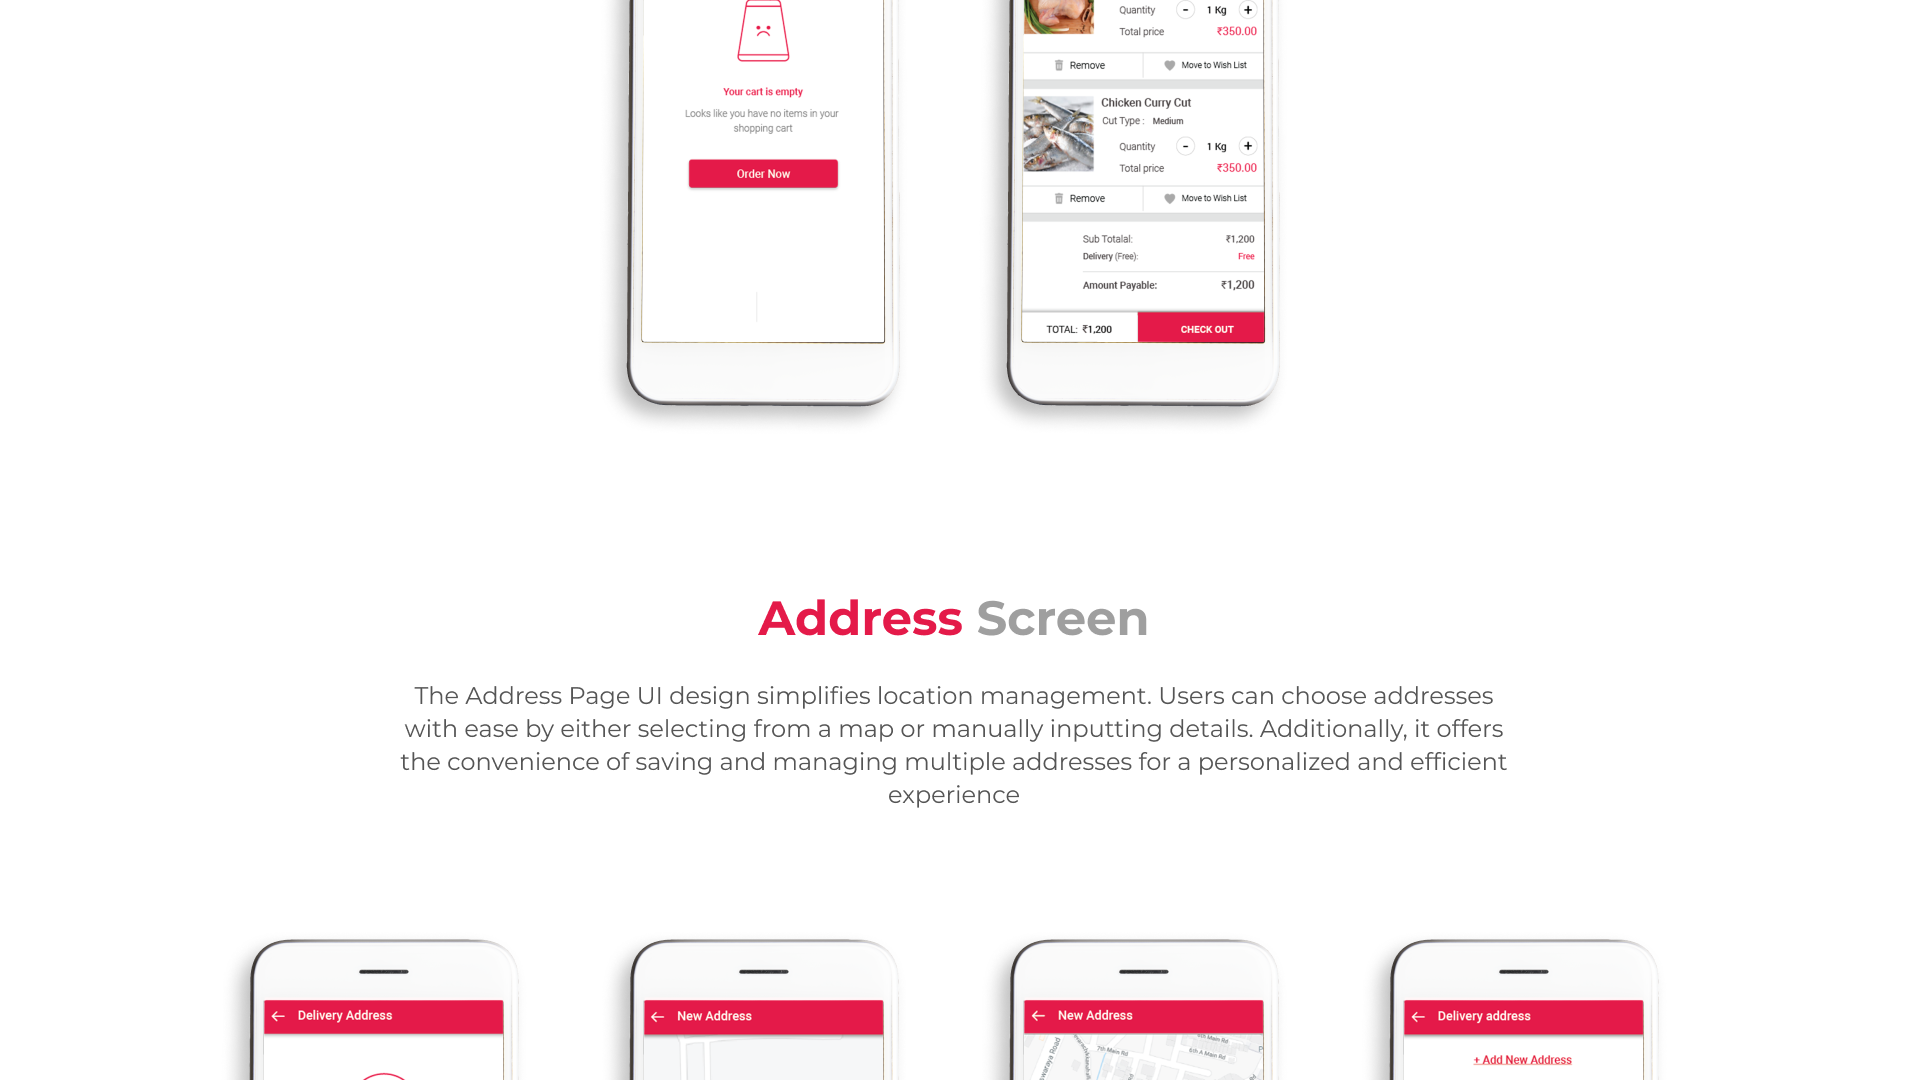 Your cart is empty
Looks like you have no items in your
shopping cart
Order Now
Quantity - 1 Kg +
Total price ₹350.00
Remove Move to Wish List
Chicken Curry Cut
Cut Type : Medium
Quantity - 1 Kg +
Total price ₹350.00
Remove Move to Wish List
Sub Totalal: ₹1,200
Delivery (Free): Free
Amount Payable: ₹1,200
TOTAL: ₹1,200 CHECK OUT
Address Screen
The Address Page UI design simplifies location management. Users can choose addresses
with ease by either selecting from a map or manually inputting details. Additionally, it offers
the convenience of saving and managing multiple addresses for a personalized and efficient
experience
Delivery Address
New Address
New Address
7th Main Rd
6th A Main Rd
Delivery address
+ Add New Address